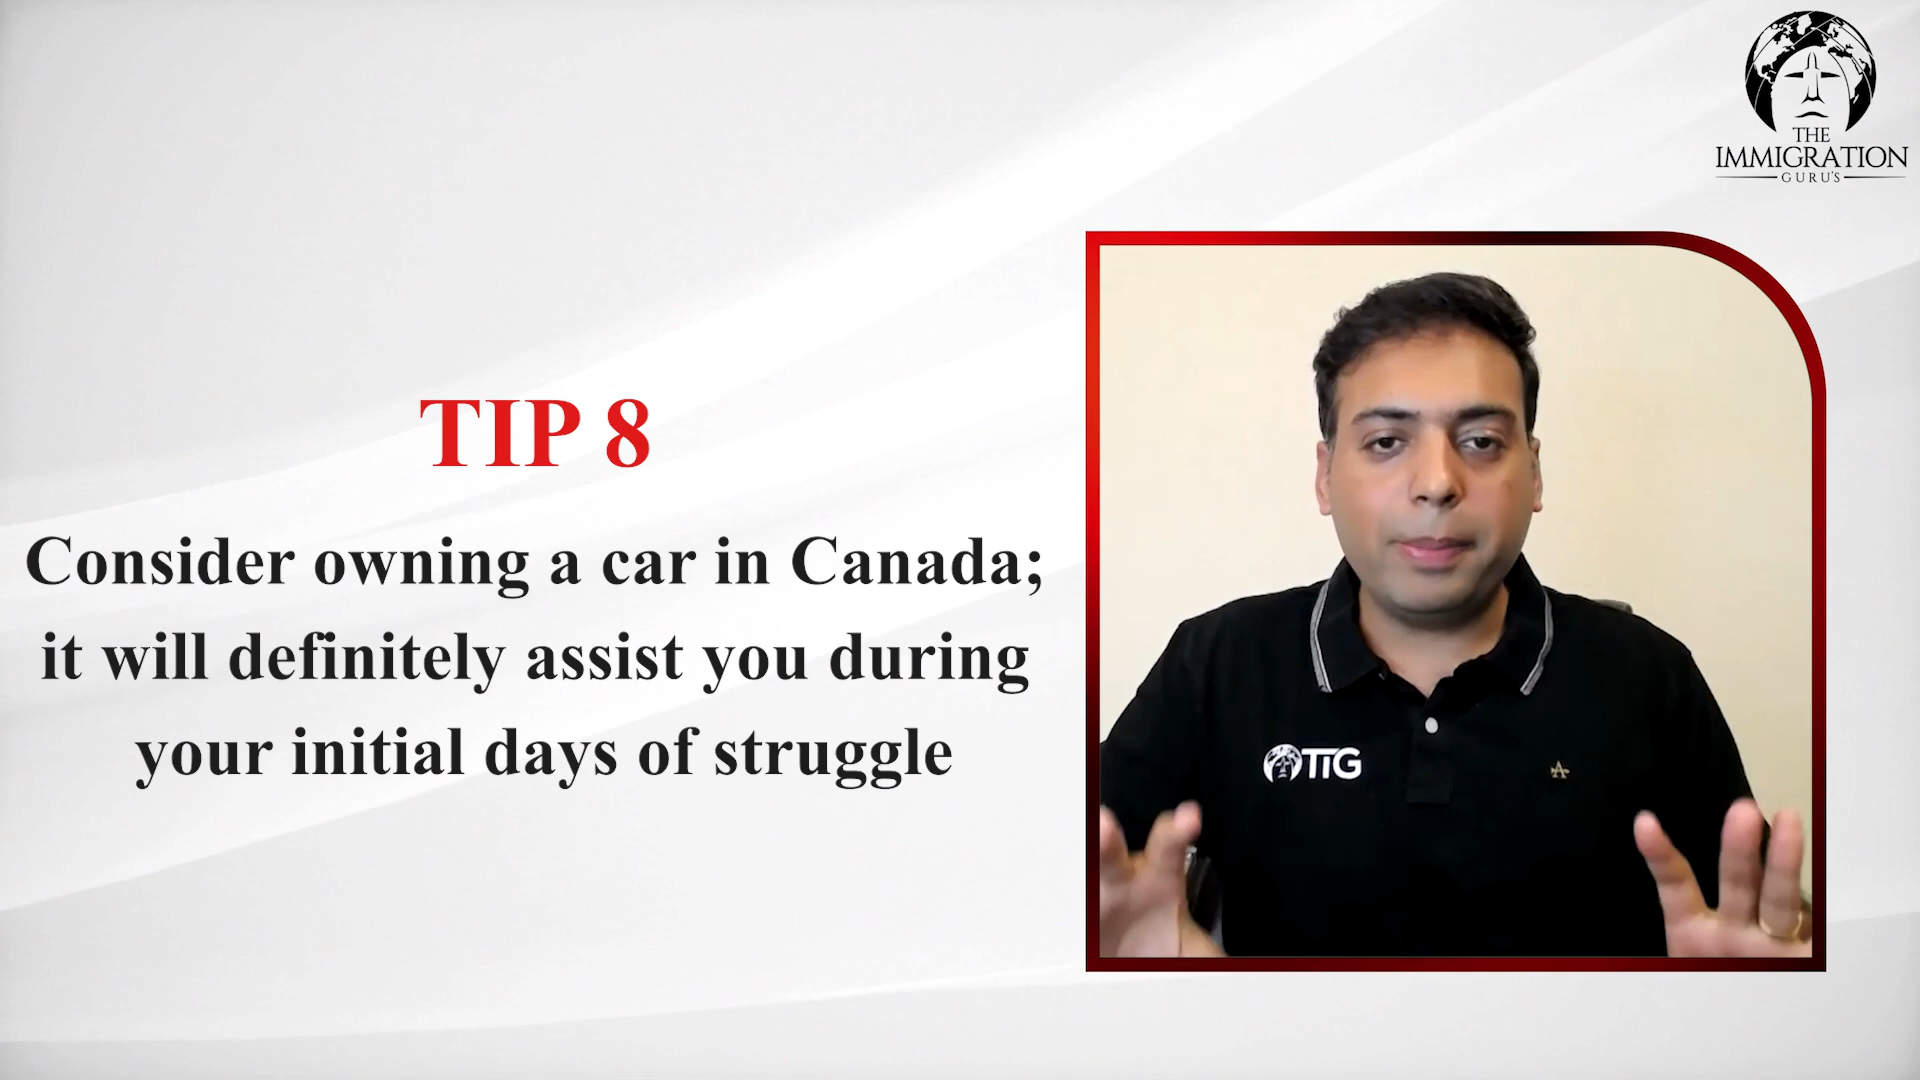 THE
IMMIGRATION
GURU'S
TIP 8
Consider owning a car in Canada;
it will definitely assist you during
your initial days of struggle
TIG